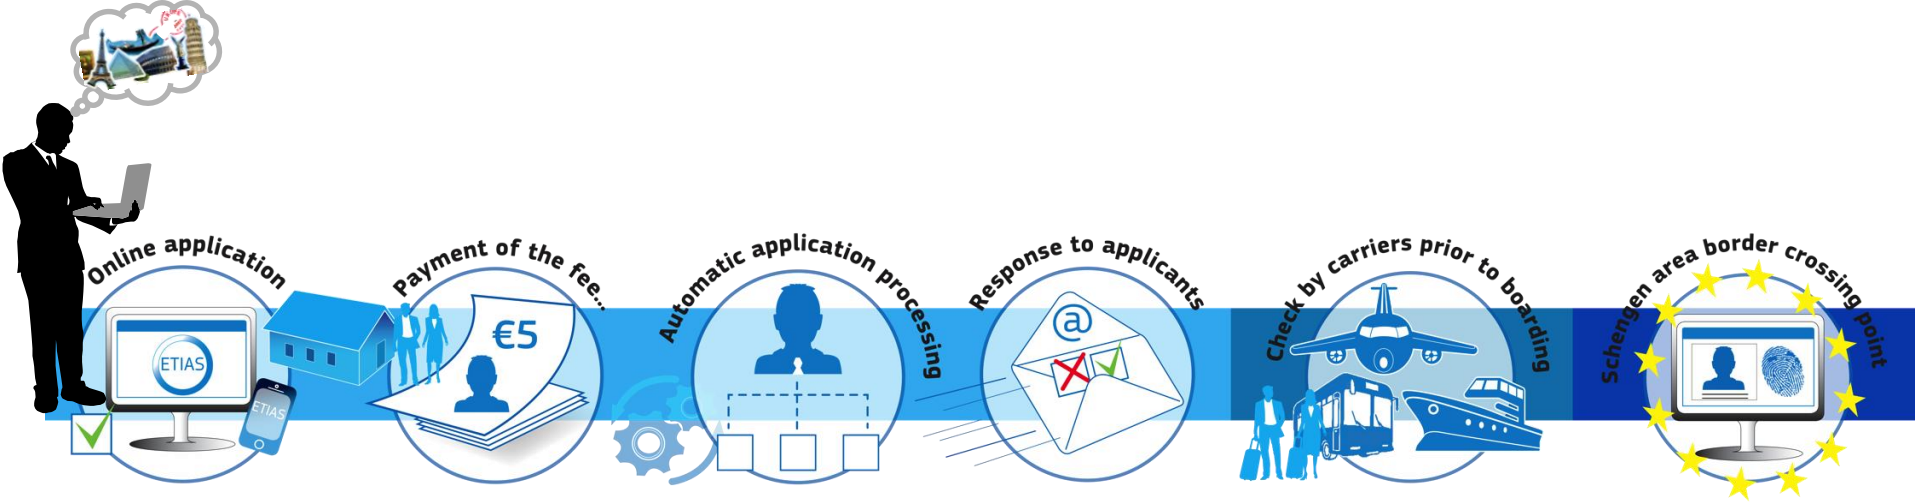 Online application
Payment of the fee...
Automatic application processing
Response to applicants
Check by carriers prior to boarding
Schengen area border crossing point
ETIAS
ETIAS
€5
@